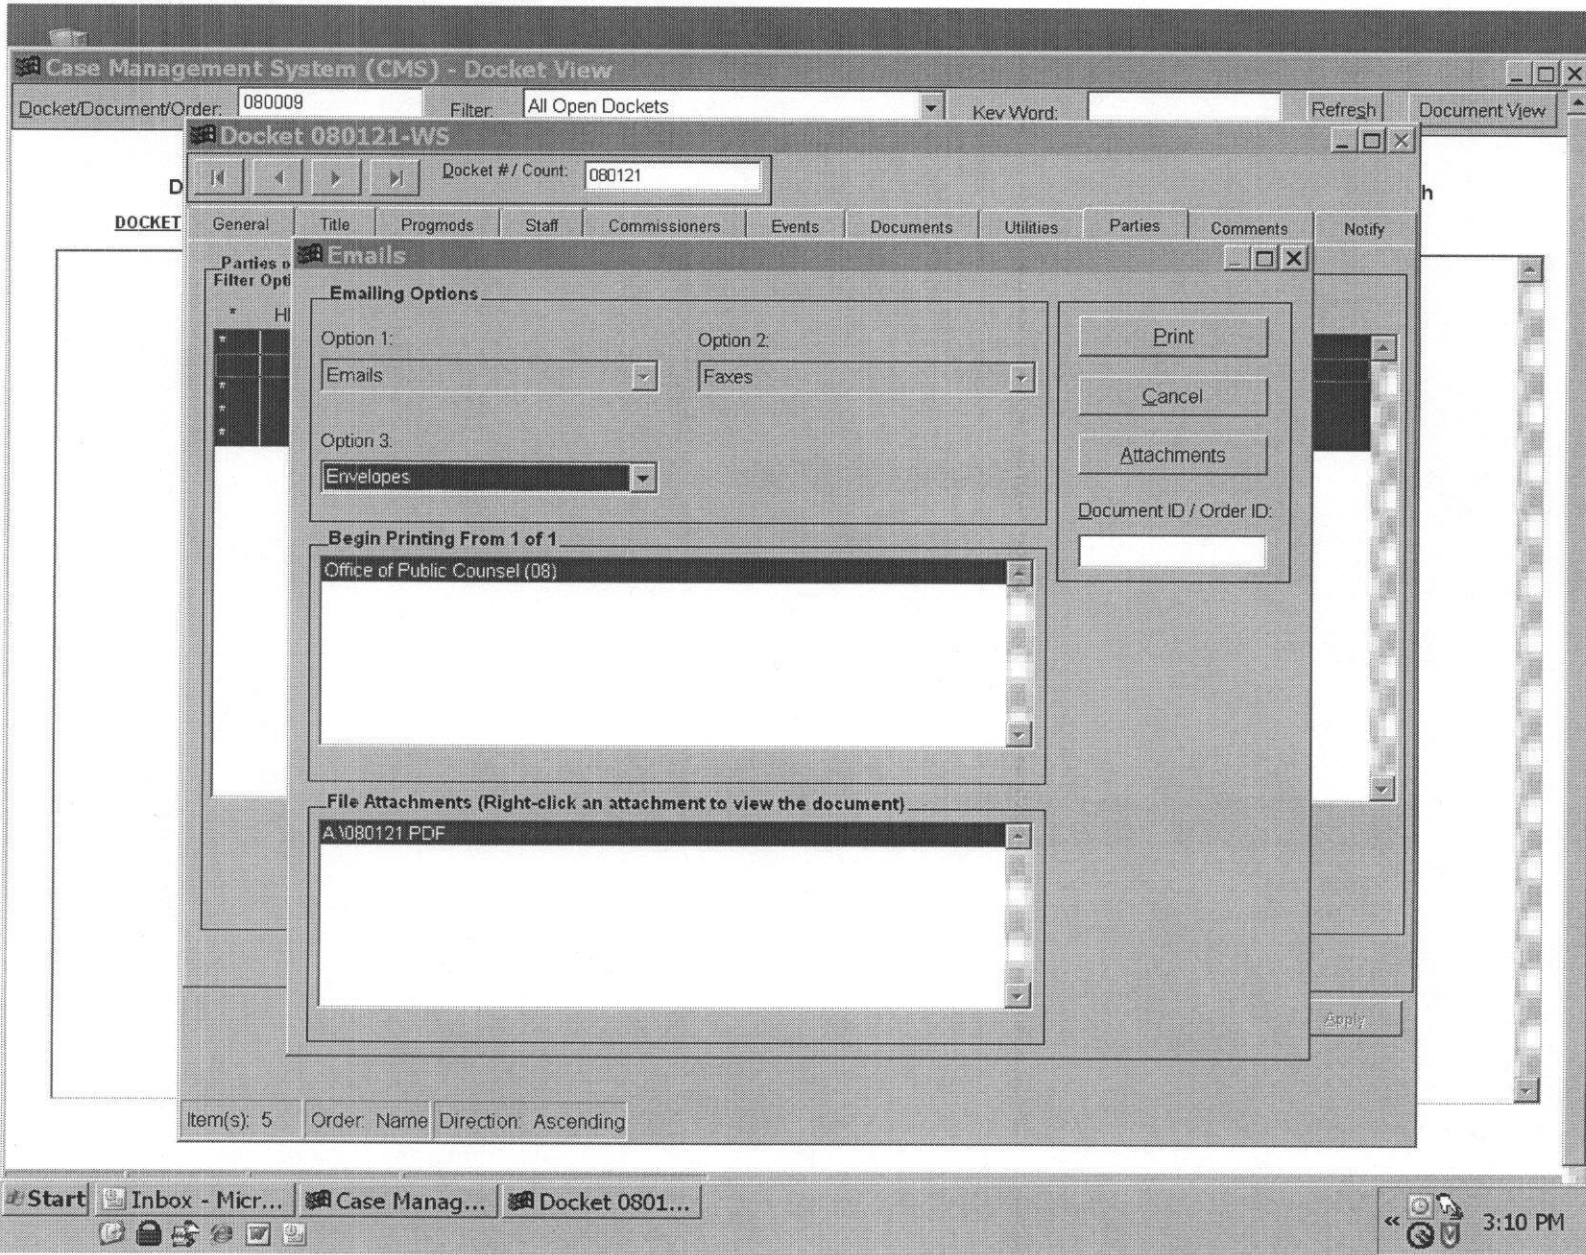 Case Management System (CMS) - Docket View
Docket/Document/Order: 080009 Filter: All Open Dockets Key Word: Refresh Document View
Docket 080121-WS
Docket # / Count: 080121
D h
DOCKET General Title Progmods Staff Commissioners Events Documents Utilities Parties Comments Notify
Parties o
Filter Opti
* H
*
*
*
*
Emails
Emailing Options
Option 1: Option 2:
Emails Faxes
Option 3:
Envelopes
Print
Cancel
Attachments
Document ID / Order ID:
Begin Printing From 1 of 1
Office of Public Counsel (08)
File Attachments (Right-click an attachment to view the document)
A:\080121.PDF
Apply
Item(s): 5 Order: Name Direction: Ascending
Start Inbox - Micr... Case Manag... Docket 0801... « 3:10 PM